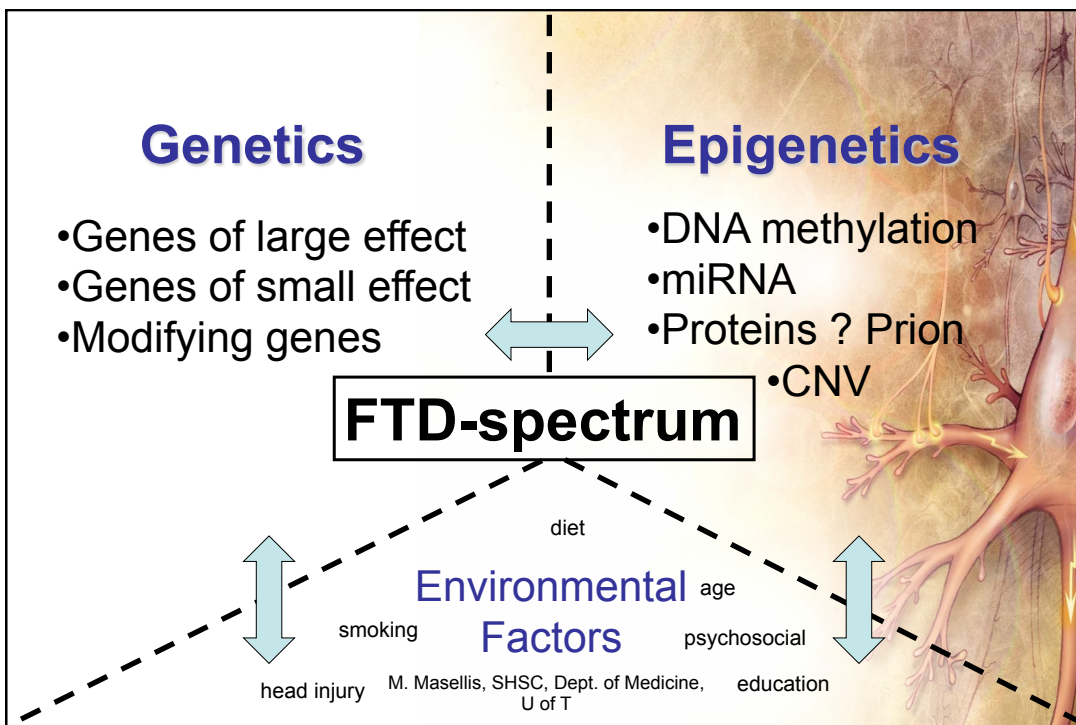 Genetics
•Genes of large effect
•Genes of small effect
•Modifying genes
Epigenetics
•DNA methylation
•miRNA
•Proteins ? Prion
•CNV
FTD-spectrum
diet
Environmental
Factors
age
smoking
psychosocial
head injury
education
M. Masellis, SHSC, Dept. of Medicine,
U of T